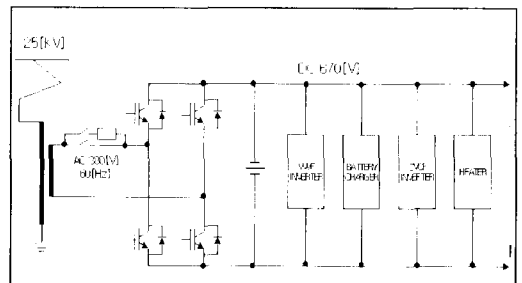 25[KV]
DC 670[V]
AC 300[V]
60[Hz]
VVVF
INVERTER
BATTERY
CHARGER
CVCF
INVERTER
HEATER